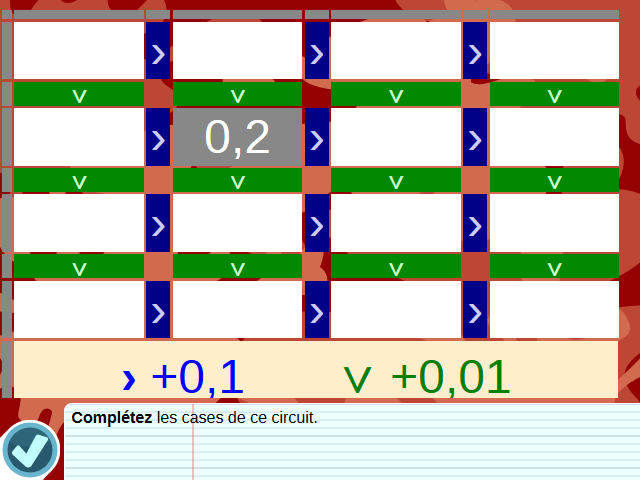 › › ›
v v v v
0,2
› › ›
v v v v
› › ›
v v v v
› › ›
› +0,1 v +0,01
Complétez les cases de ce circuit.